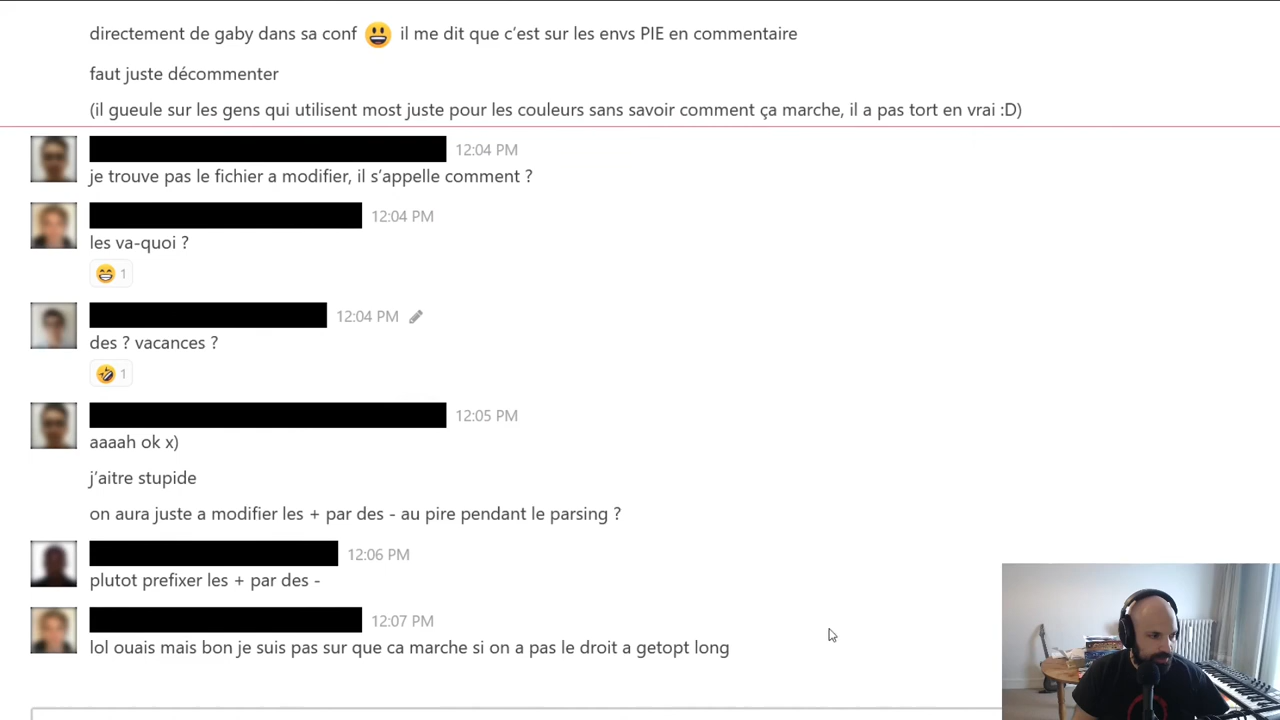 directement de gaby dans sa conf 😃 il me dit que c’est sur les envs PIE en commentaire
faut juste décommenter
(il gueule sur les gens qui utilisent most juste pour les couleurs sans savoir comment ça marche, il a pas tort en vrai :D)
12:04 PM
je trouve pas le fichier a modifier, il s’appelle comment ?
12:04 PM
les va-quoi ?
😁 1
12:04 PM
des ? vacances ?
🤣 1
12:05 PM
aaaah ok x)
j’aitre stupide
on aura juste a modifier les + par des - au pire pendant le parsing ?
12:06 PM
plutot prefixer les + par des -
12:07 PM
lol ouais mais bon je suis pas sur que ca marche si on a pas le droit a getopt long